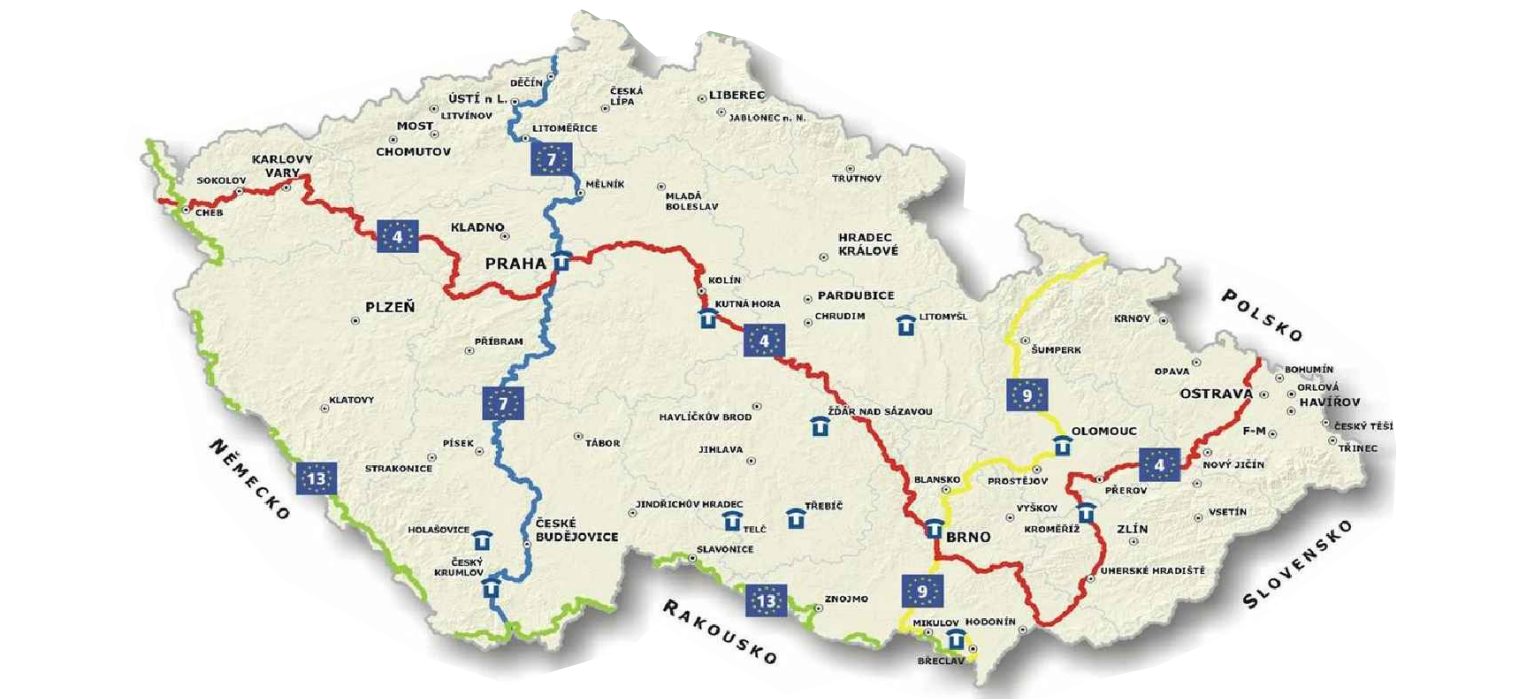 DĚČÍN
ÚSTÍ n L.
LITVÍNOV
MOST
CHOMUTOV
LITOMĚŘICE
ČESKÁ
LÍPA
LIBEREC
JABLONEC n. N.
KARLOVY
VARY
SOKOLOV
CHEB
7
MĚLNÍK
MLADÁ
BOLESLAV
TRUTNOV
4
KLADNO
PRAHA
HRADEC
KRÁLOVÉ
KOLÍN
KUTNÁ HORA
PARDUBICE
CHRUDIM
LITOMYŠL
PLZEŇ
PŘÍBRAM
4
KRNOV
POLSKO
ŠUMPERK
OPAVA
BOHUMÍN
ORLOVÁ
OSTRAVA
HAVÍŘOV
7
9
KLATOVY
HAVLÍČKŮV BROD
ŽĎÁR NAD SÁZAVOU
OLOMOUC
F-M
ČESKÝ TĚŠÍ
TŘINEC
PÍSEK
TÁBOR
JIHLAVA
STRAKONICE
NĚMECKO
13
4
NOVÝ JIČÍN
BLANSKO
PROSTĚJOV
PŘEROV
JINDŘICHŮV HRADEC
TELČ
TŘEBÍČ
VYŠKOV
KROMĚŘÍŽ
ZLÍN
VSETÍN
HOLAŠOVICE
ČESKÉ
BUDĚJOVICE
BRNO
SLAVONICE
ČESKÝ
KRUMLOV
UHERSKÉ HRADIŠTĚ
SLOVENSKO
13
ZNOJMO
9
RAKOUSKO
MIKULOV
HODONÍN
BŘECLAV